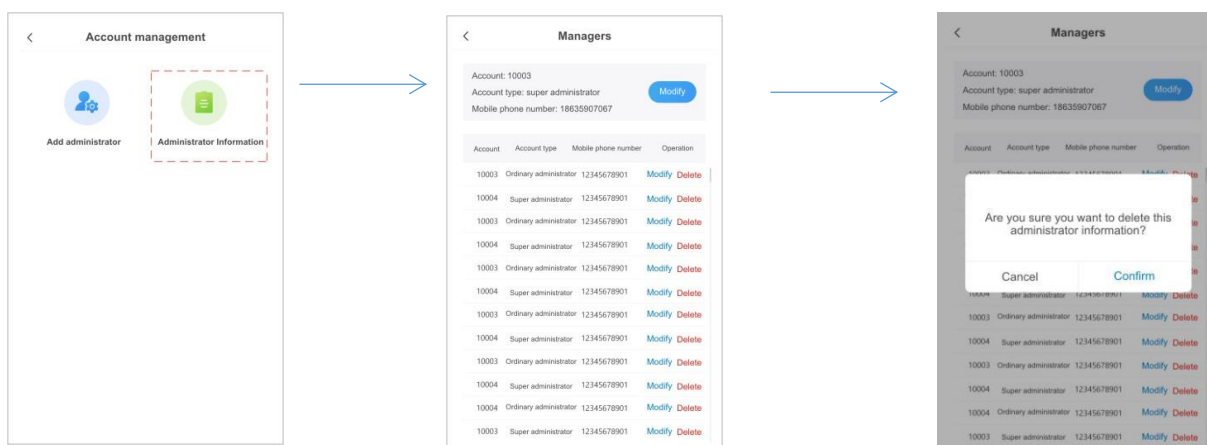 Account management
Add administrator
Administrator Information
Managers
Account: 10003
Account type: super administrator
Mobile phone number: 18635907067
Modify
Account Account type Mobile phone number Operation
10003 Ordinary administrator 12345678901 Modify Delete
10004 Super administrator 12345678901 Modify Delete
10003 Ordinary administrator 12345678901 Modify Delete
10004 Super administrator 12345678901 Modify Delete
10003 Ordinary administrator 12345678901 Modify Delete
10004 Super administrator 12345678901 Modify Delete
10003 Ordinary administrator 12345678901 Modify Delete
10004 Super administrator 12345678901 Modify Delete
10003 Ordinary administrator 12345678901 Modify Delete
10004 Super administrator 12345678901 Modify Delete
10004 Ordinary administrator 12345678901 Modify Delete
10003 Super administrator 12345678901 Modify Delete
Managers
Account: 10003
Account type: super administrator
Mobile phone number: 18635907067
Modify
Account Account type Mobile phone number Operation
Are you sure you want to delete this
administrator information?
Cancel Confirm
10004 Super administrator 12345678901 Modify Delete
10003 Ordinary administrator 12345678901 Modify Delete
10004 Super administrator 12345678901 Modify Delete
10003 Ordinary administrator 12345678901 Modify Delete
10004 Super administrator 12345678901 Modify Delete
10004 Ordinary administrator 12345678901 Modify Delete
10003 Super administrator 12345678901 Modify Delete